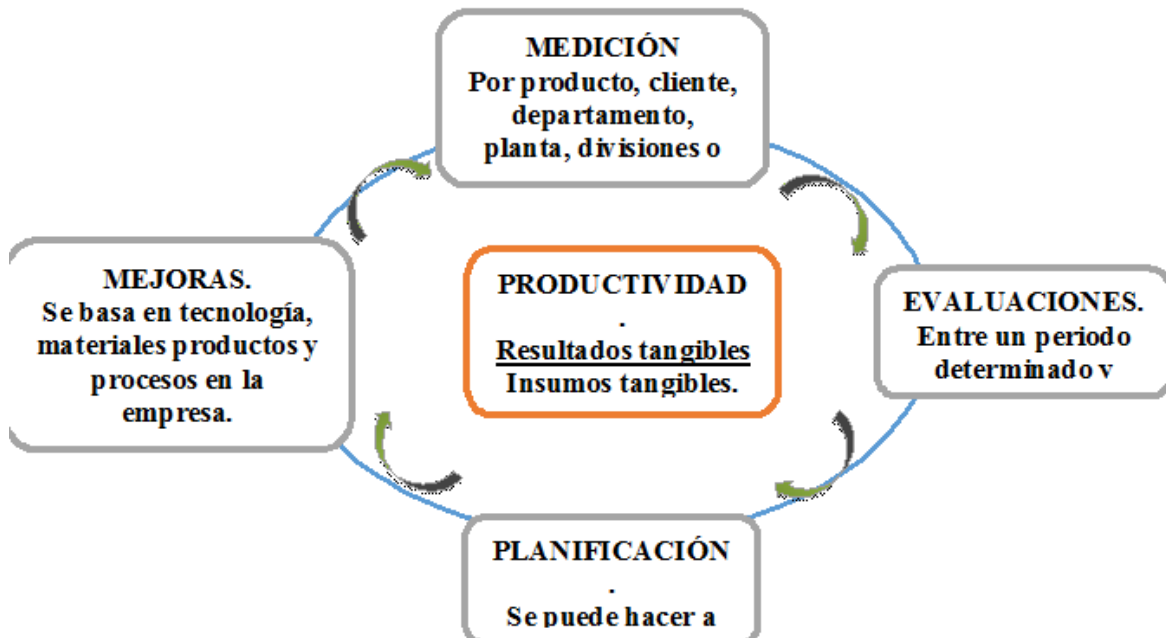 MEDICIÓN
Por producto, cliente,
departamento,
planta, divisiones o
MEJORAS.
Se basa en tecnología,
materiales productos y
procesos en la
empresa.
PRODUCTIVIDAD
.
Resultados tangibles
Insumos tangibles.
EVALUACIONES.
Entre un periodo
determinado y
PLANIFICACIÓN
.
Se puede hacer a